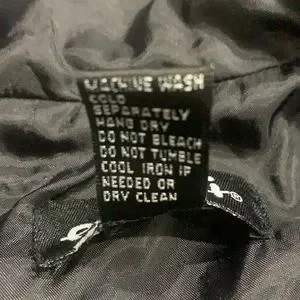 MACHINE WASH
COLD
SEPARATELY
HANG DRY
DO NOT BLEACH
DO NOT TUMBLE
COOL IRON IF
NEEDED OR
DRY CLEAN